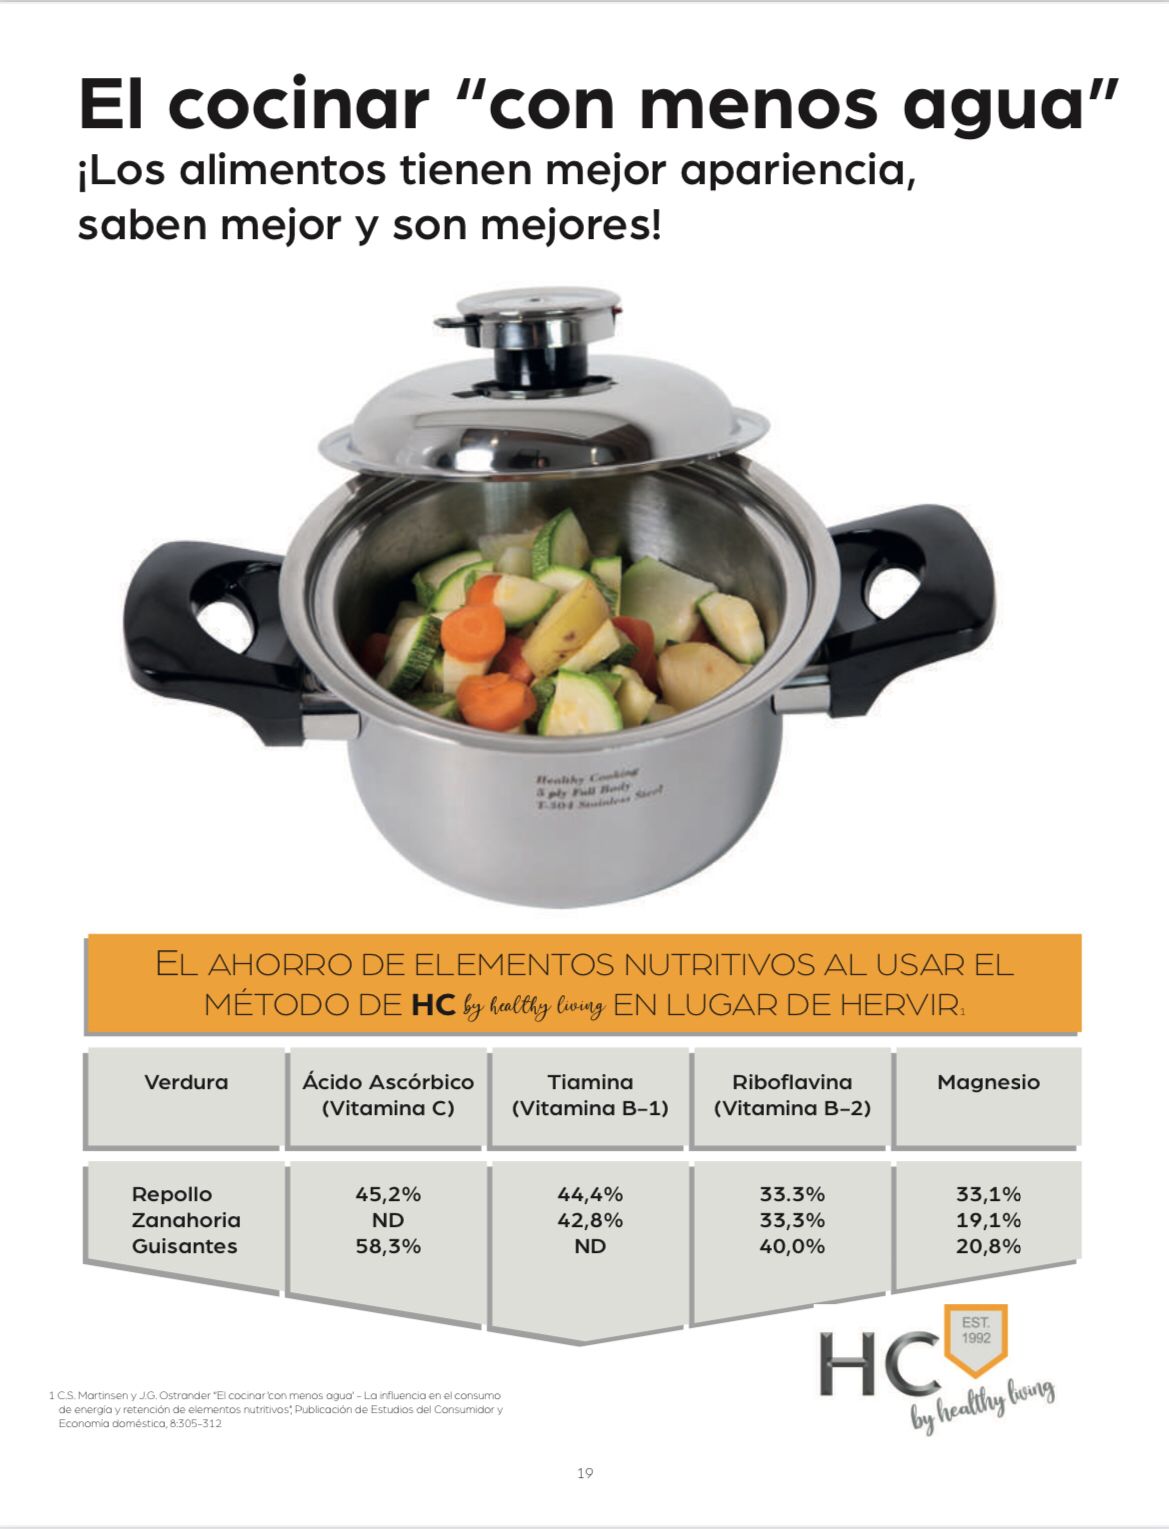 El cocinar “con menos agua”
¡Los alimentos tienen mejor apariencia,
saben mejor y son mejores!
Healthy Cooking
5 ply Full Body
T-304 Stainless Steel
EL AHORRO DE ELEMENTOS NUTRITIVOS AL USAR EL
MÉTODO DE HC by healthy living EN LUGAR DE HERVIR.1
Verdura Ácido Ascórbico (Vitamina C) Tiamina (Vitamina B-1) Riboflavina (Vitamina B-2) Magnesio
Repollo 45,2% 44,4% 33.3% 33,1%
Zanahoria ND 42,8% 33,3% 19,1%
Guisantes 58,3% ND 40,0% 20,8%
EST.
1992
HC
by healthy living
1 C.S. Martinsen y J.G. Ostrander “El cocinar ‘con menos agua’ - La influencia en el consumo
de energía y retención de elementos nutritivos”, Publicación de Estudios del Consumidor y
Economía doméstica, 8:305-312
19